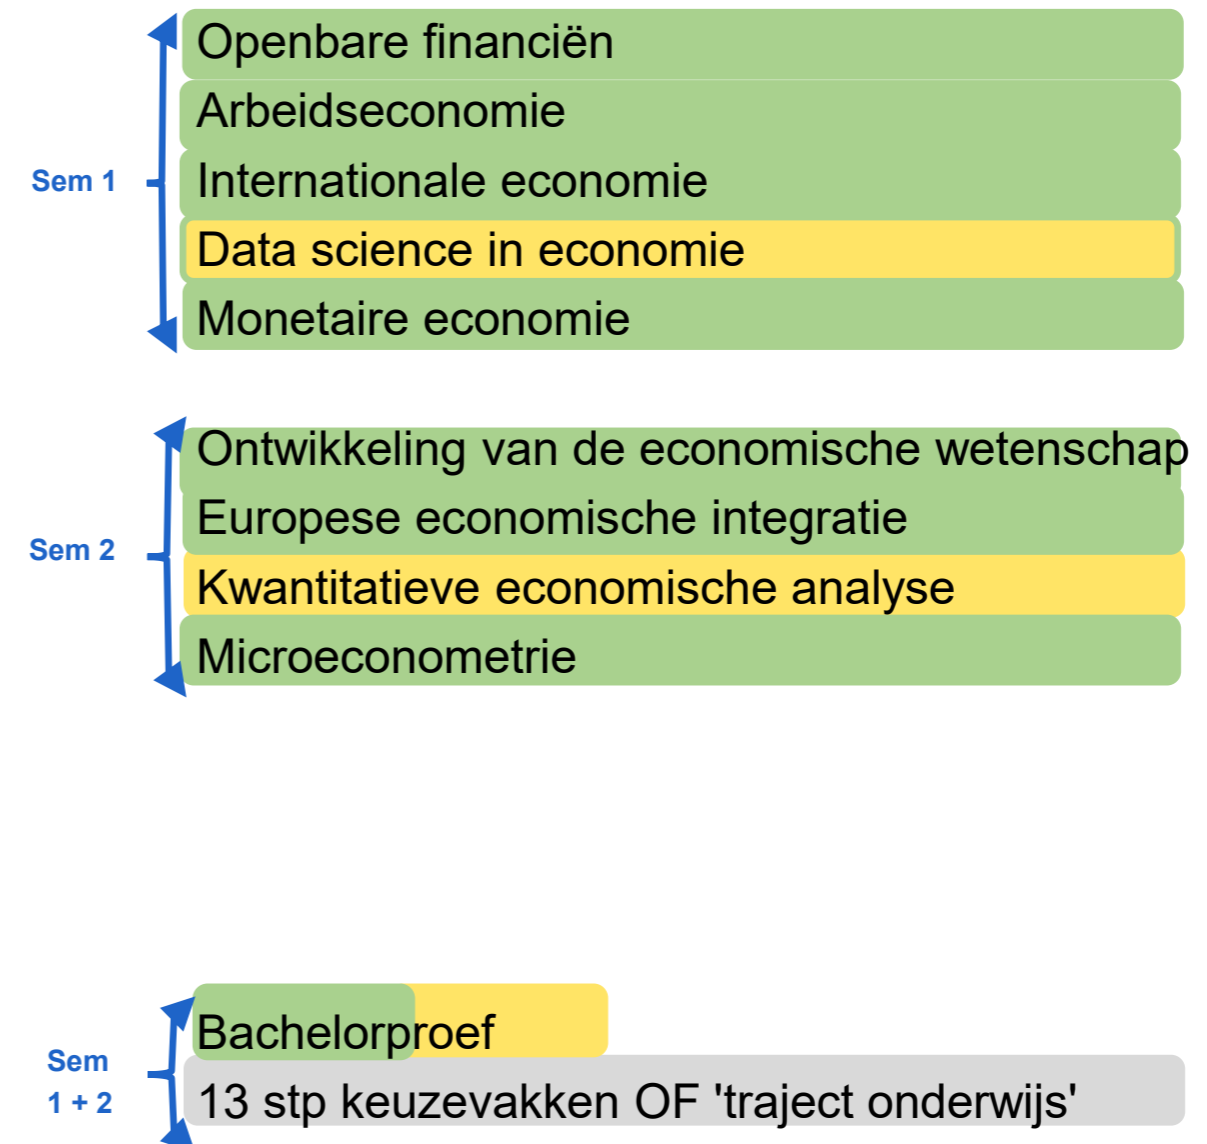 Openbare financiën
Arbeidseconomie
Sem 1
Internationale economie
Data science in economie
Monetaire economie
Ontwikkeling van de economische wetenschap
Europese economische integratie
Sem 2
Kwantitatieve economische analyse
Microeconometrie
Bachelorproef
Sem
1 + 2
13 stp keuzevakken OF 'traject onderwijs'